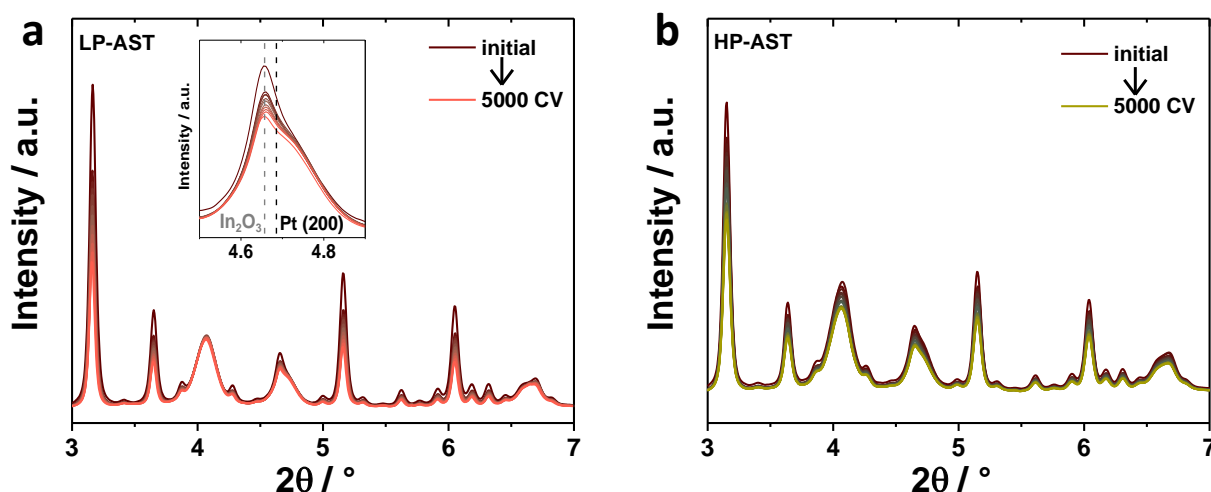 a
LP-AST
initial
5000 CV
Intensity / a.u.
In₂O₃
Pt (200)
4.6 4.8
Intensity / a.u.
3 4 5 6 7
2θ / °
b
HP-AST
initial
5000 CV
Intensity / a.u.
3 4 5 6 7
2θ / °